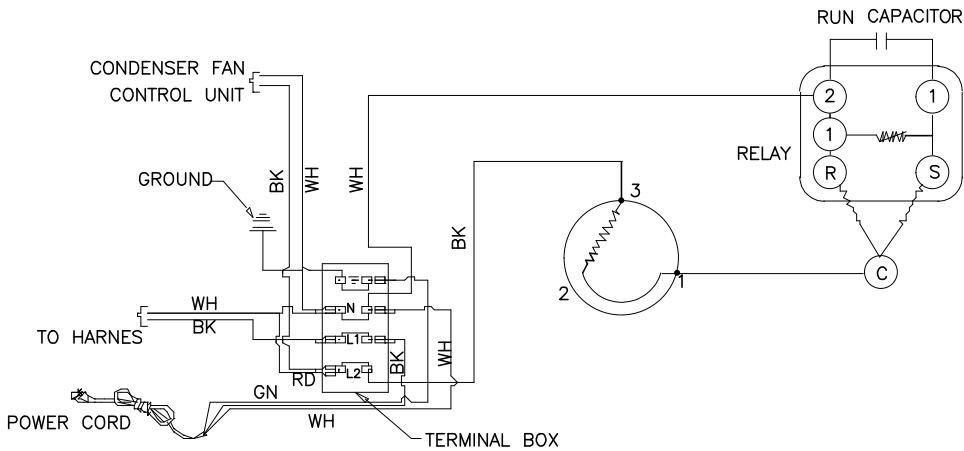 RUN CAPACITOR
CONDENSER FAN
CONTROL UNIT
2
1
1
RELAY
R
S
GROUND
BK
WH
WH
BK
3
C
2
1
N
WH
BK
TO HARNES
L1
BK
WH
L2
RD
GN
POWER CORD
WH
TERMINAL BOX